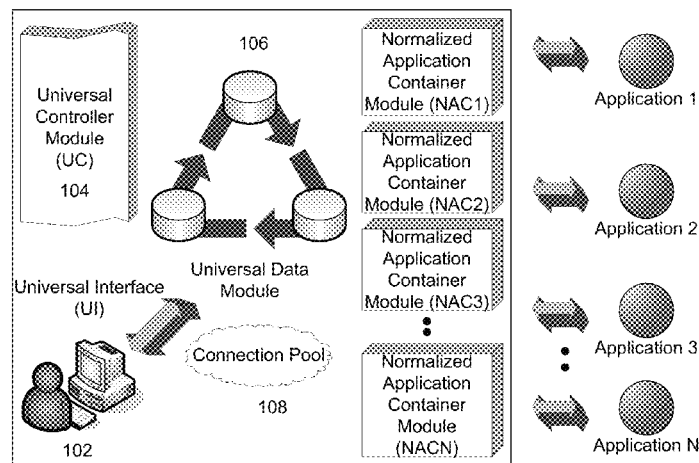 106
Universal
Controller
Module
(UC)
104
Universal Data
Module
Universal Interface
(UI)
Connection Pool
108
102
Normalized
Application
Container
Module (NAC1)
Normalized
Application
Container
Module (NAC2)
Normalized
Application
Container
Module (NAC3)
Normalized
Application
Container
Module
(NACN)
Application 1
Application 2
Application 3
Application N